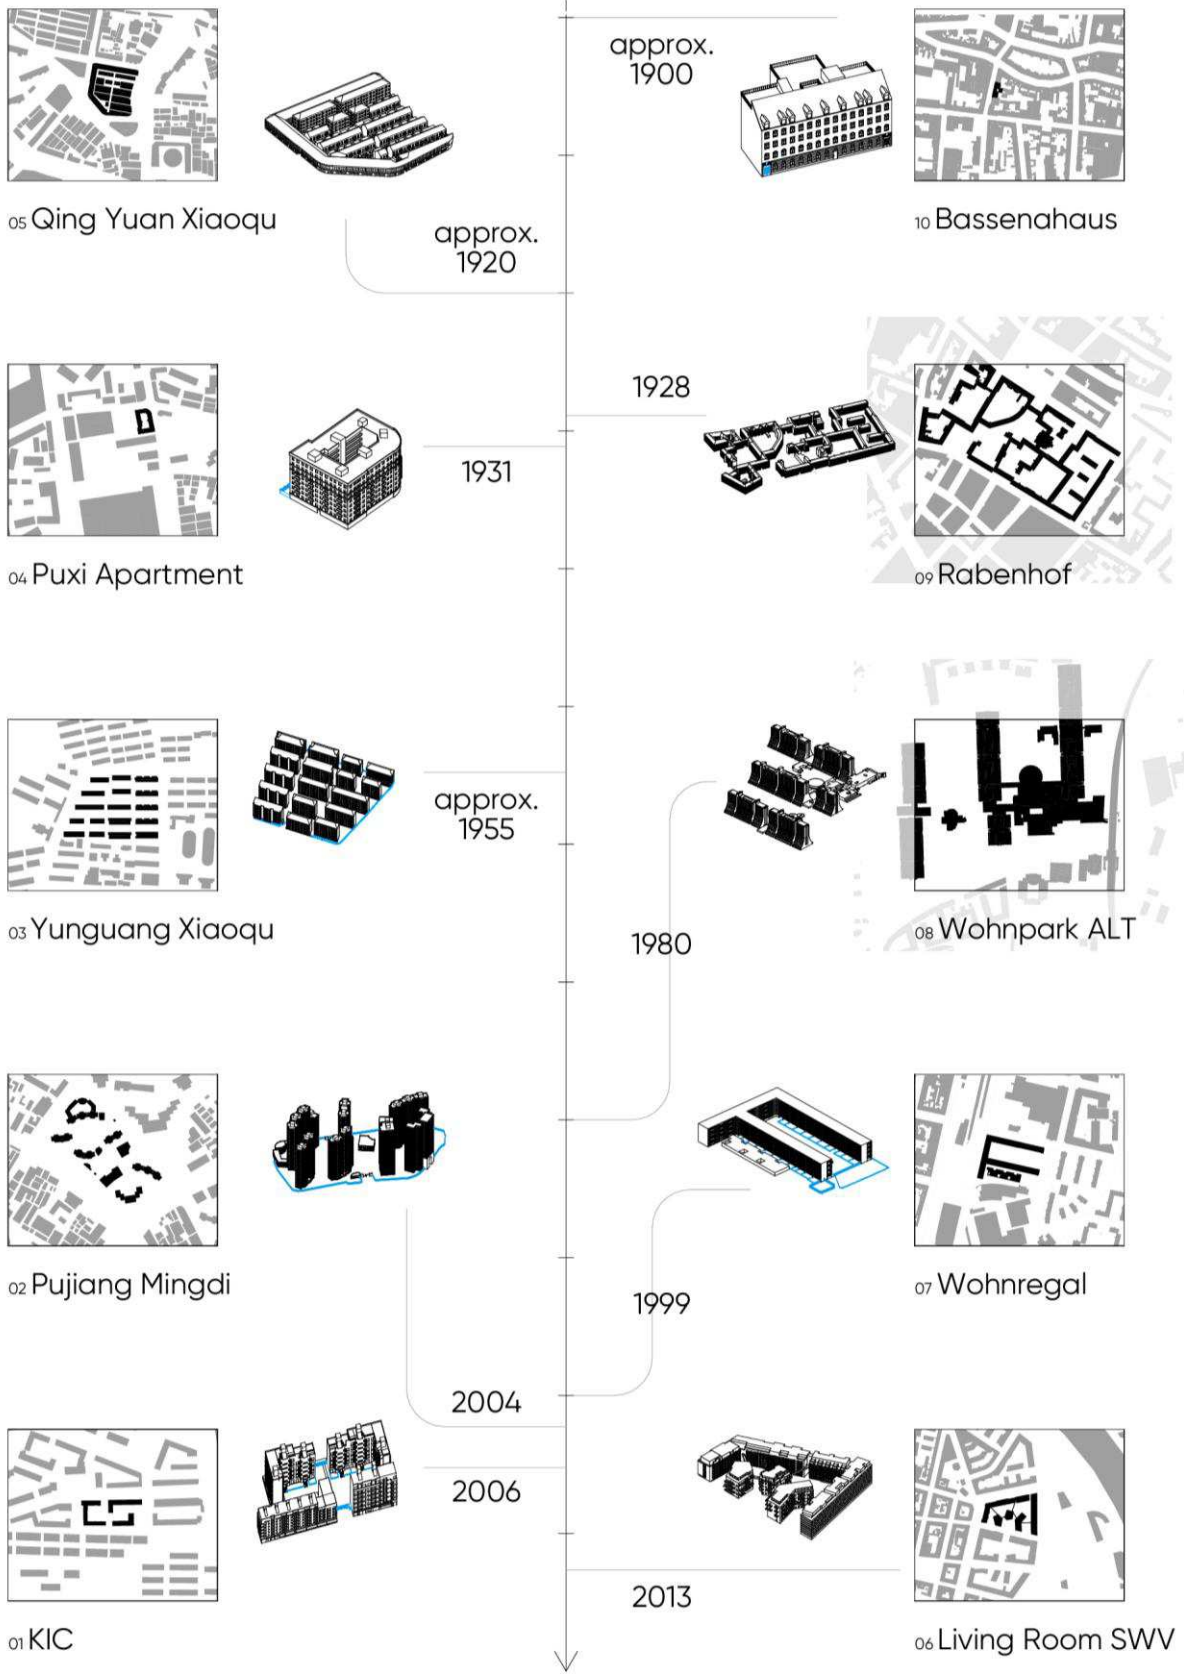 approx.
1900
05 Qing Yuan Xiaoqu
10 Bassenahaus
approx.
1920
1928
1931
04 Puxi Apartment
09 Rabenhof
approx.
1955
03 Yunguang Xiaoqu
1980
08 Wohnpark ALT
02 Pujiang Mingdi
07 Wohnregal
1999
2004
2006
2013
01 KIC
06 Living Room SWV